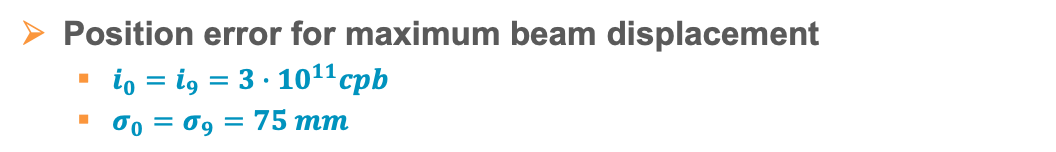 ➢ Position error for maximum beam displacement
▪ i₀ = i₉ = 3 · 10¹¹cpb
▪ σ₀ = σ₉ = 75 mm